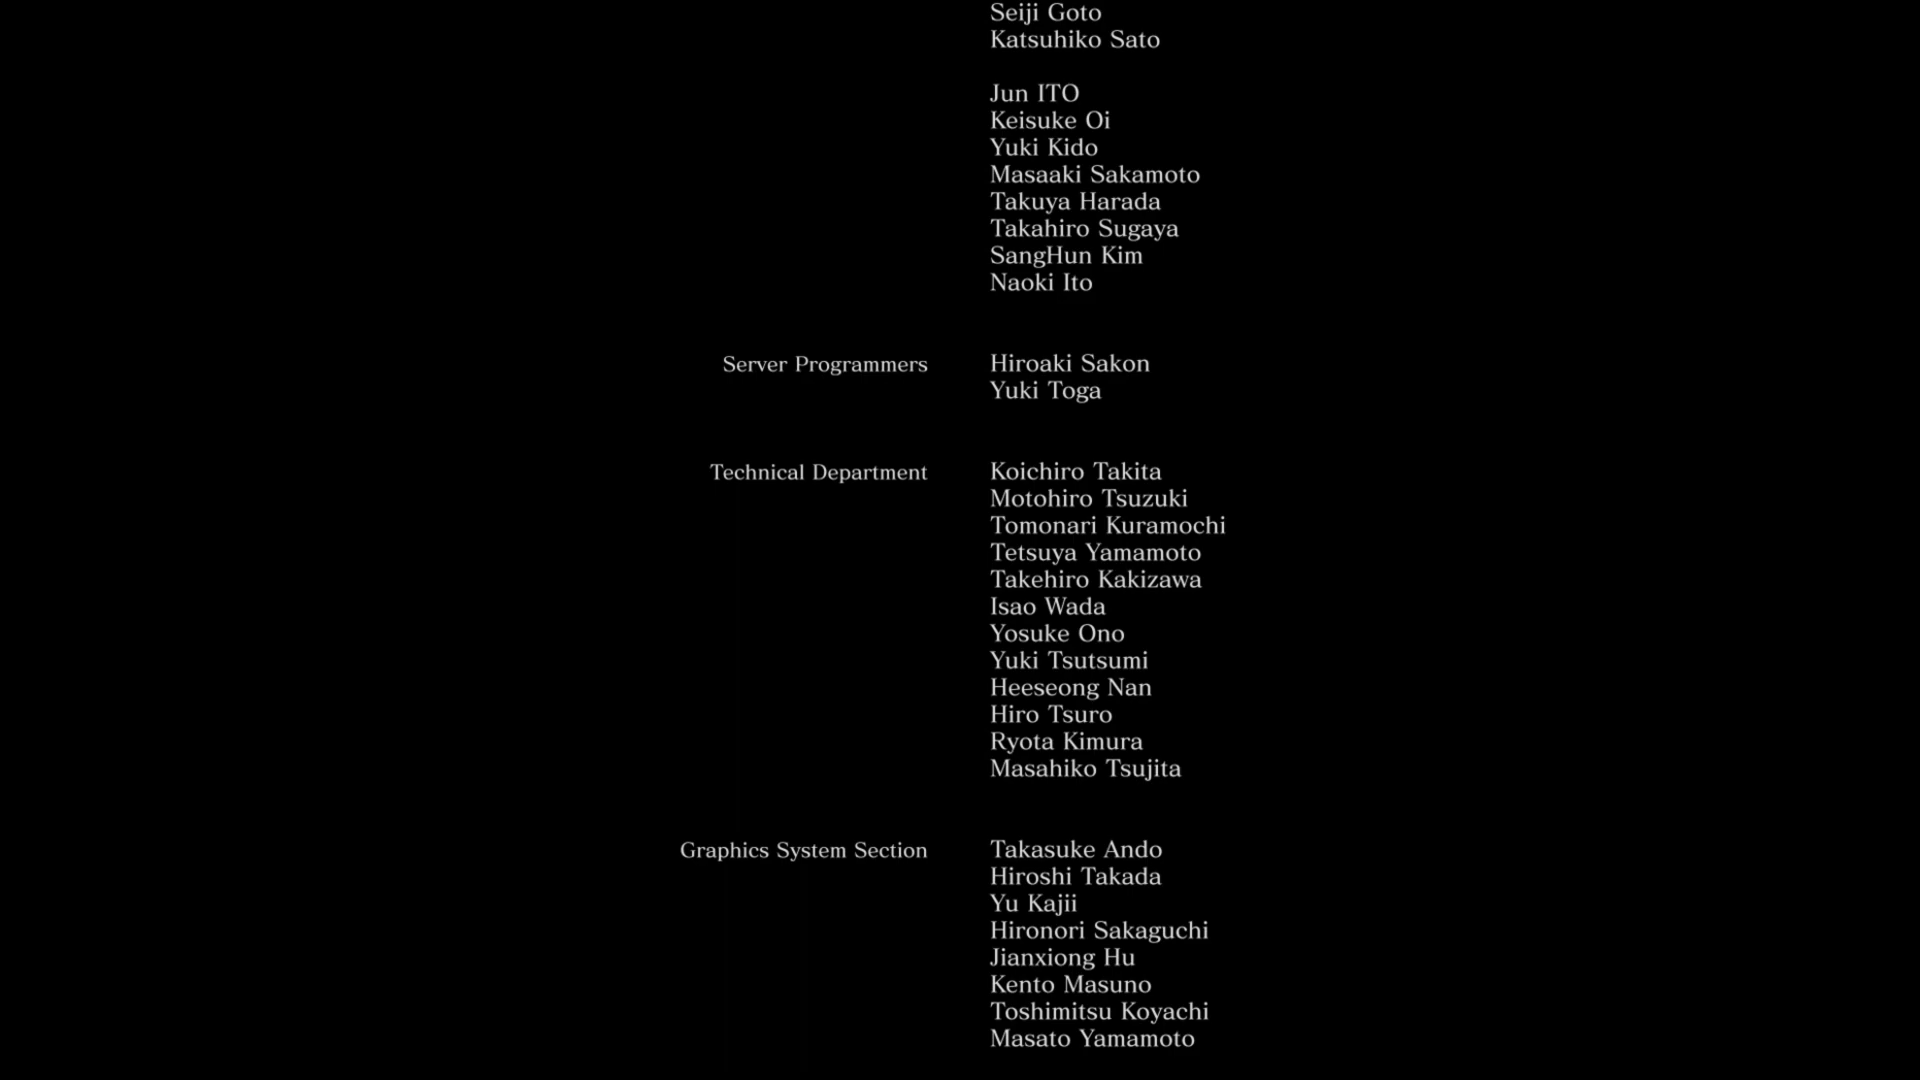 Seiji Goto
Katsuhiko Sato
Jun ITO
Keisuke Oi
Yuki Kido
Masaaki Sakamoto
Takuya Harada
Takahiro Sugaya
SangHun Kim
Naoki Ito
Server Programmers Hiroaki Sakon
Yuki Toga
Technical Department Koichiro Takita
Motohiro Tsuzuki
Tomonari Kuramochi
Tetsuya Yamamoto
Takehiro Kakizawa
Isao Wada
Yosuke Ono
Yuki Tsutsumi
Heeseong Nan
Hiro Tsuro
Ryota Kimura
Masahiko Tsujita
Graphics System Section Takasuke Ando
Hiroshi Takada
Yu Kajii
Hironori Sakaguchi
Jianxiong Hu
Kento Masuno
Toshimitsu Koyachi
Masato Yamamoto